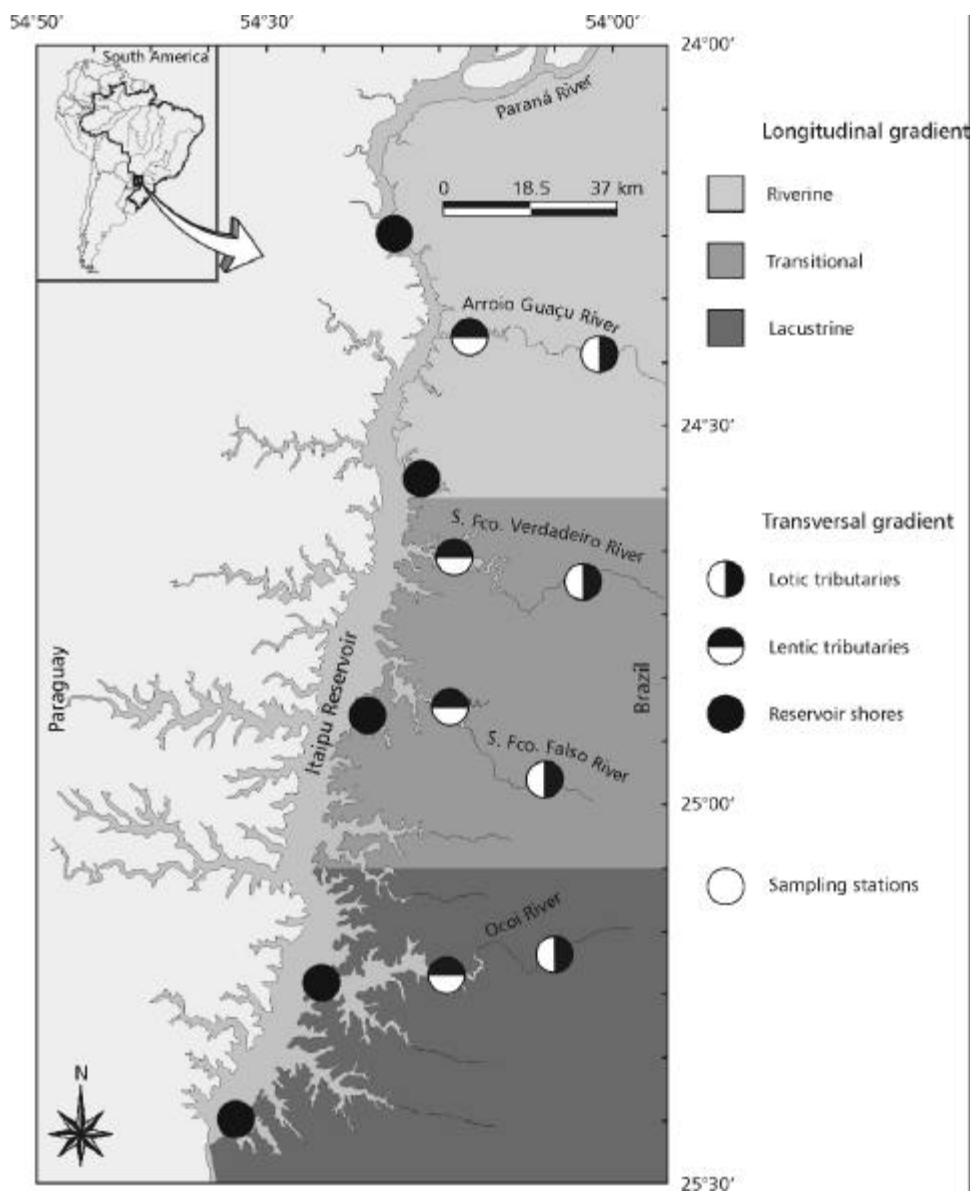 54°50' 54°30' 54°00'
24°00'
South America
Paraná River
Longitudinal gradient
0 18.5 37 km
Riverine
Transitional
Arroio Guaçu River
Lacustrine
24°30'
S. Fco. Verdadeiro River
Transversal gradient
Lotic tributaries
Lentic tributaries
Paraguay
Itaipu Reservoir
Brazil
Reservoir shores
S. Fco. Falso River
25°00'
Sampling stations
Ocoí River
N
25°30'